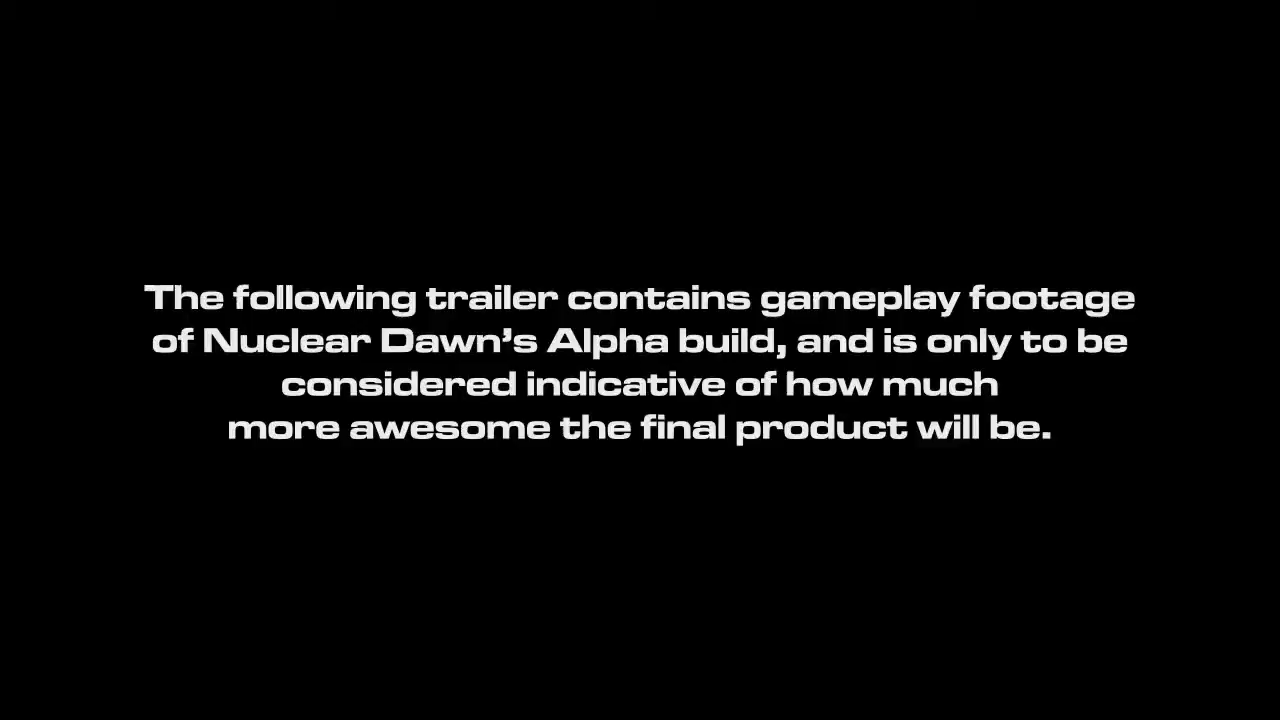 The following trailer contains gameplay footage
of Nuclear Dawn’s Alpha build, and is only to be
considered indicative of how much
more awesome the final product will be.